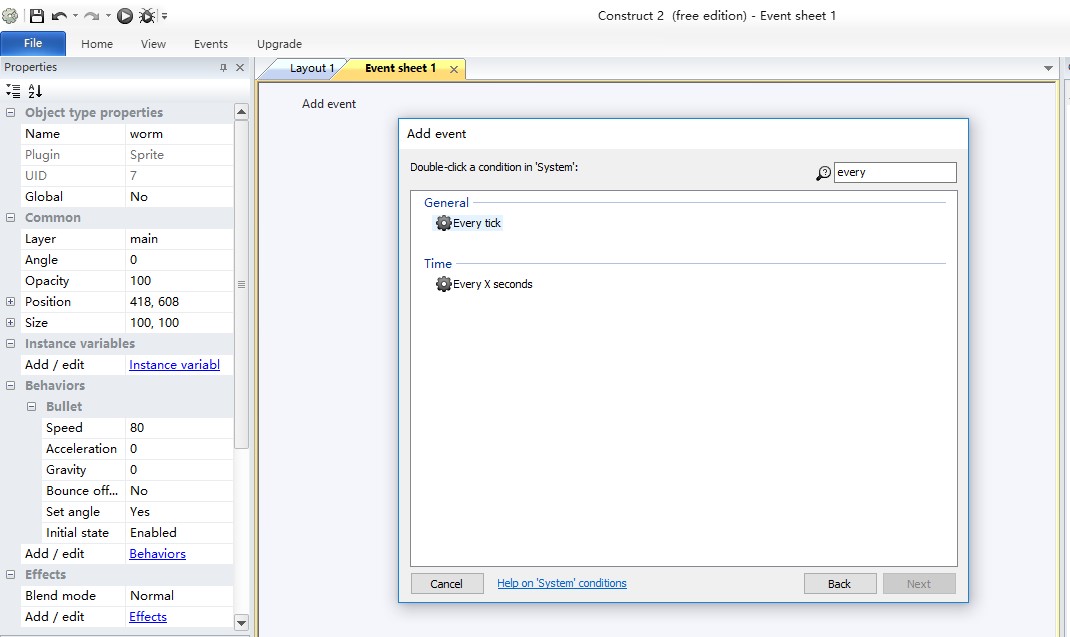 Construct 2  (free edition) - Event sheet 1
File Home View Events Upgrade
Properties
Layout 1 Event sheet 1
Object type properties
Name worm
Plugin Sprite
UID 7
Global No
Common
Layer main
Angle 0
Opacity 100
Position 418, 608
Size 100, 100
Instance variables
Add / edit Instance variabl
Behaviors
Bullet
Speed 80
Acceleration 0
Gravity 0
Bounce off... No
Set angle Yes
Initial state Enabled
Add / edit Behaviors
Effects
Blend mode Normal
Add / edit Effects
Add event
Add event
Double-click a condition in 'System':
every
General
Every tick
Time
Every X seconds
Cancel Help on 'System' conditions Back Next